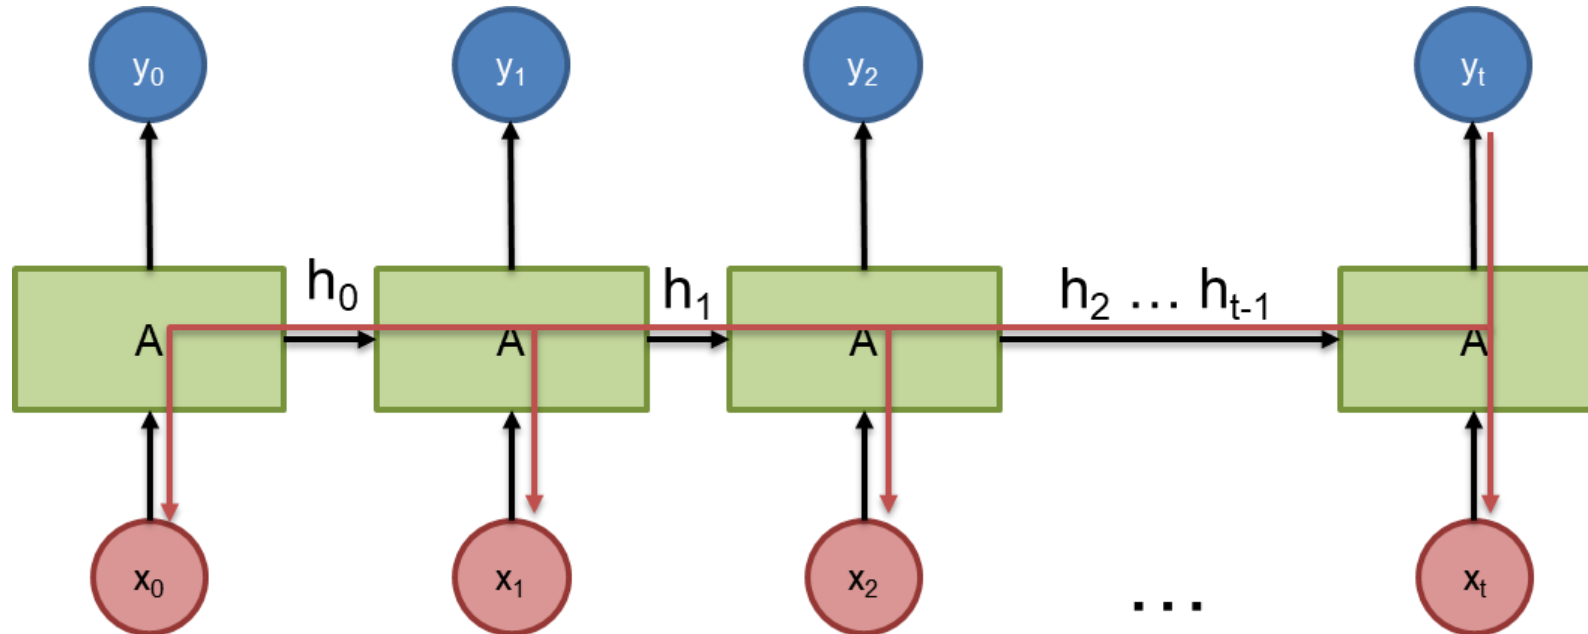 y₀ y₁ y₂ yₜ
h₀ h₁ h₂ … hₜ₋₁
A A A A
x₀ x₁ x₂ … xₜ